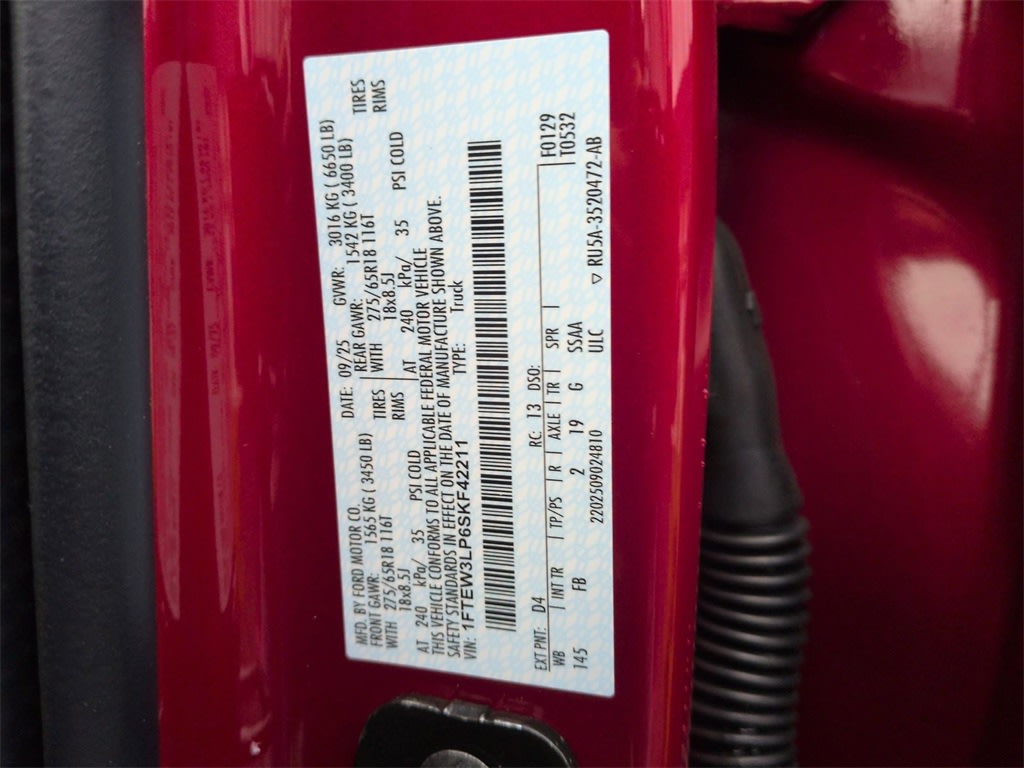 MFD. BY FORD MOTOR CO.
DATE: 09/25 GVWR: 3016 KG ( 6650 LB)
FRONT GAWR: 1565 KG ( 3450 LB) REAR GAWR: 1542 KG ( 3400 LB)
WITH 275/65R18 116T TIRES WITH 275/65R18 116T TIRES
18x8.5J RIMS 18x8.5J RIMS
AT 240 kPa/ 35 PSI COLD AT 240 kPa/ 35 PSI COLD
THIS VEHICLE CONFORMS TO ALL APPLICABLE FEDERAL MOTOR VEHICLE
SAFETY STANDARDS IN EFFECT ON THE DATE OF MANUFACTURE SHOWN ABOVE.
VIN: 1FTEW3LP6SKF42211 TYPE: Truck
EXT PNT: D4 RC: 13 DSO: F0129
WB INT TR TP/PS R AXLE TR SPR T0532
145 FB 2 19 G SSAA
2202509024810 ULC ▽ RU5A-3520472-AB